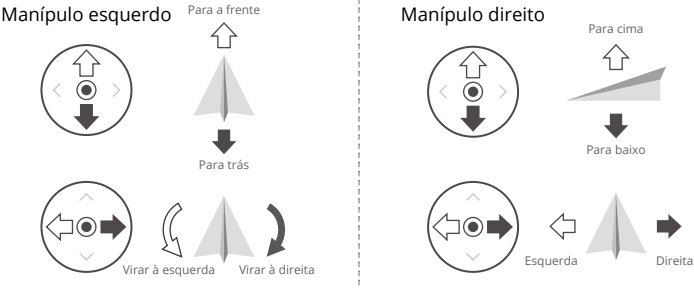 Manípulo esquerdo
Para a frente
Para trás
Virar à esquerda
Virar à direita
Manípulo direito
Para cima
Para baixo
Esquerda
Direita